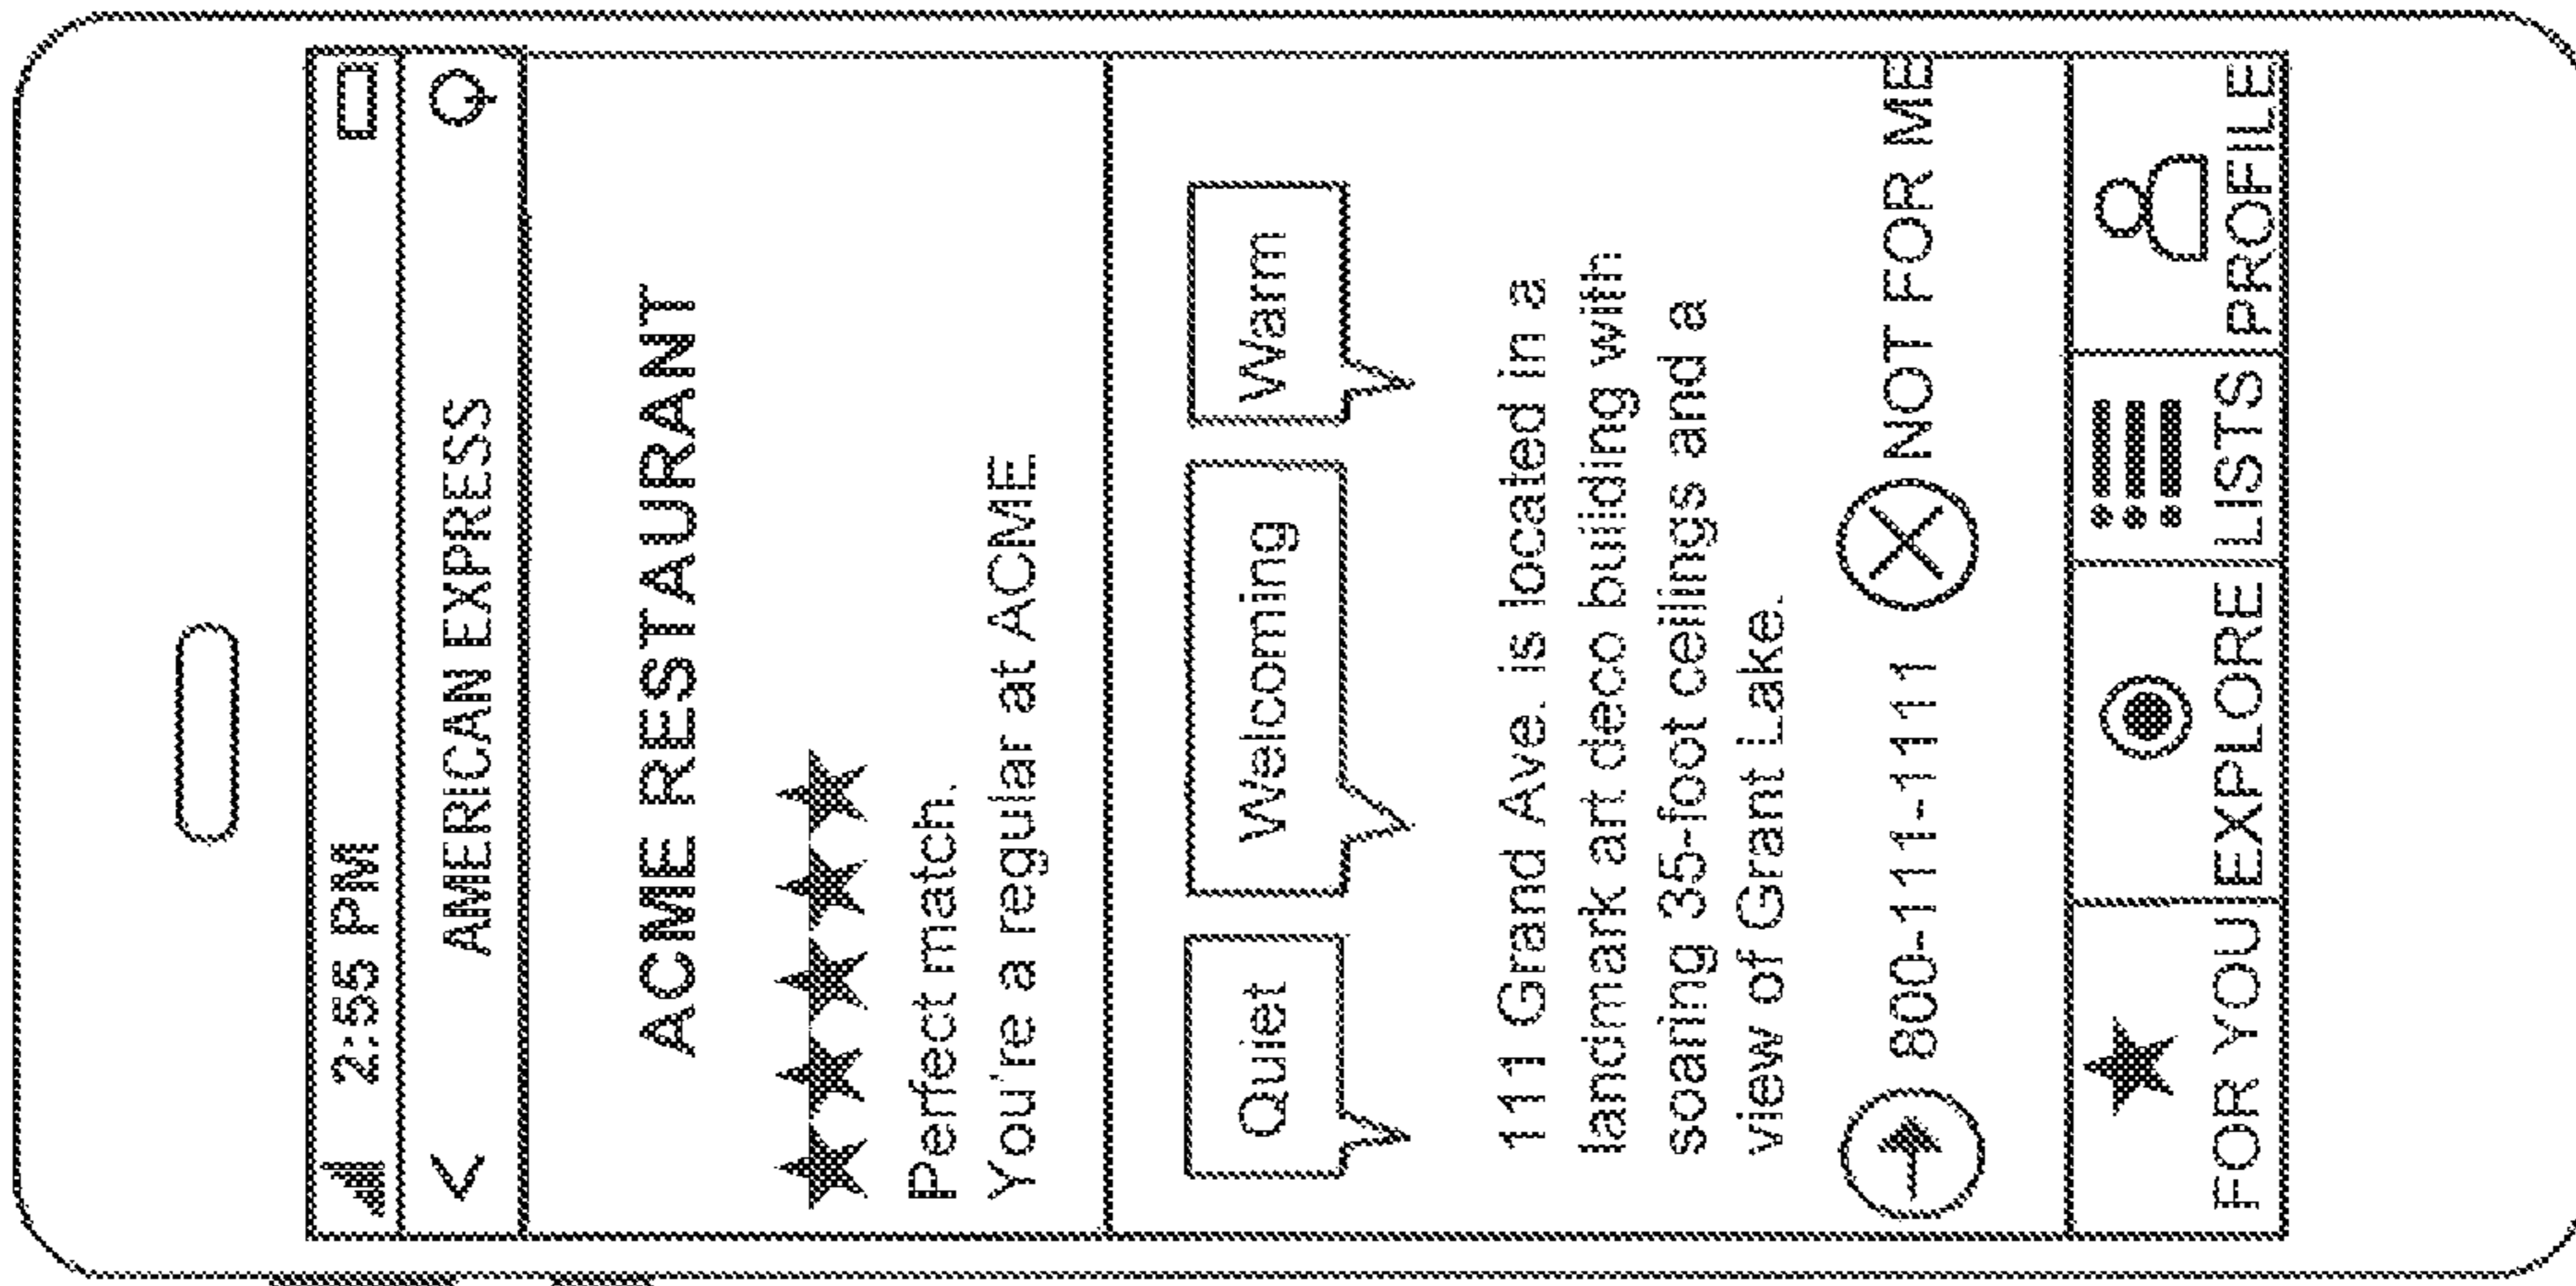 2:55 PM
AMERICAN EXPRESS
ACME RESTAURANT
Perfect match.
You're a regular at ACME
Quiet Welcoming Warm
111 Grand Ave. is located in a
landmark art deco building with
soaring 35-foot ceilings and a
view of Grant Lake.
800-111-1111 NOT FOR ME
FOR YOU EXPLORE LISTS PROFILE